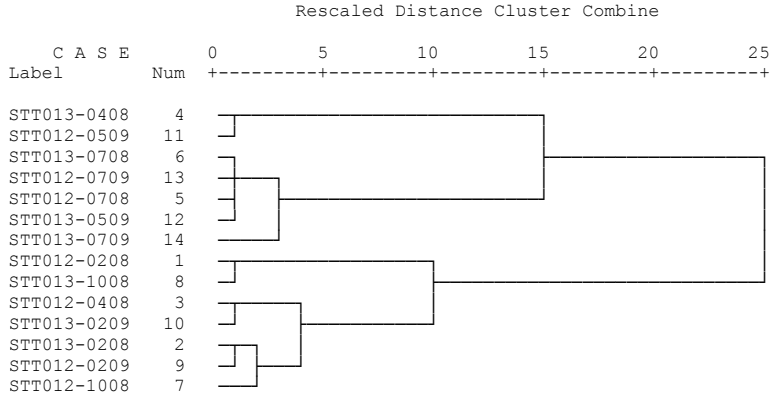 Rescaled Distance Cluster Combine
C A S E 0 5 10 15 20 25
Label Num +---------+---------+---------+---------+---------+
STT013-0408 4
STT012-0509 11
STT013-0708 6
STT012-0709 13
STT012-0708 5
STT013-0509 12
STT013-0709 14
STT012-0208 1
STT013-1008 8
STT012-0408 3
STT013-0209 10
STT013-0208 2
STT012-0209 9
STT012-1008 7